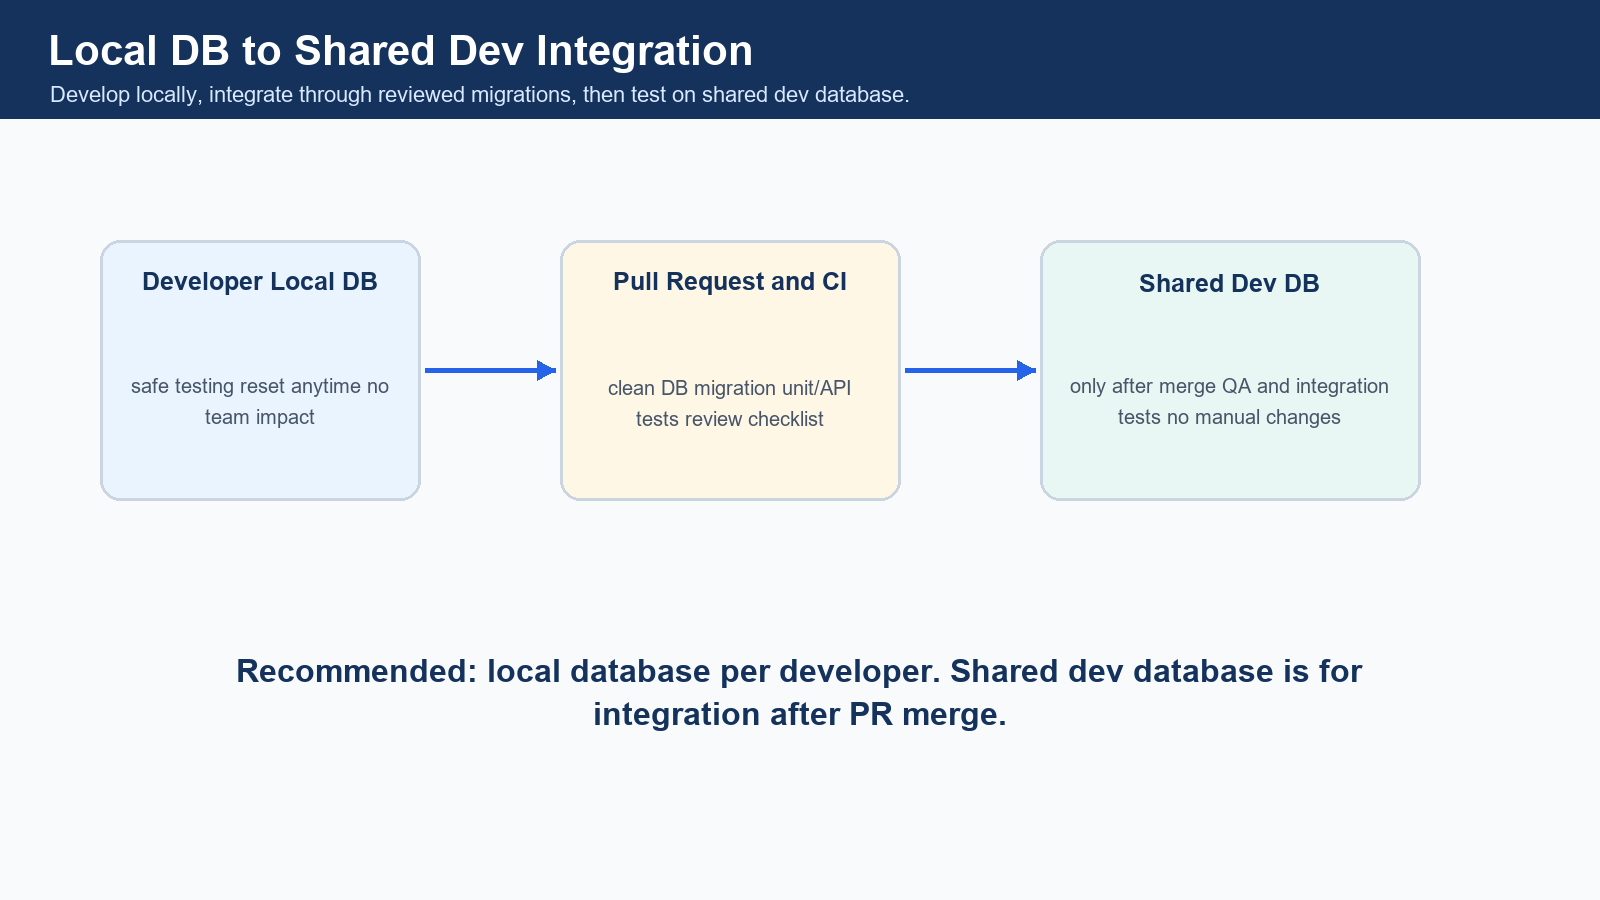 Local DB to Shared Dev Integration
Develop locally, integrate through reviewed migrations, then test on shared dev database.
Developer Local DB
safe testing reset anytime no
team impact
Pull Request and CI
clean DB migration unit/API
tests review checklist
Shared Dev DB
only after merge QA and integration
tests no manual changes
Recommended: local database per developer. Shared dev database is for
integration after PR merge.